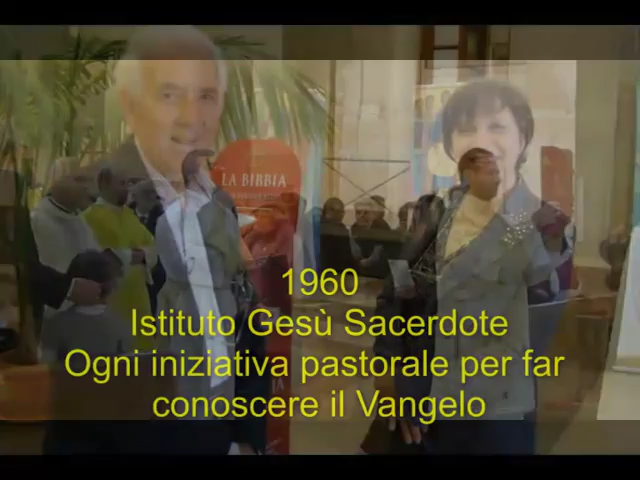 LA BIBBIA
1960
Istituto Gesù Sacerdote
Ogni iniziativa pastorale per far
conoscere il Vangelo